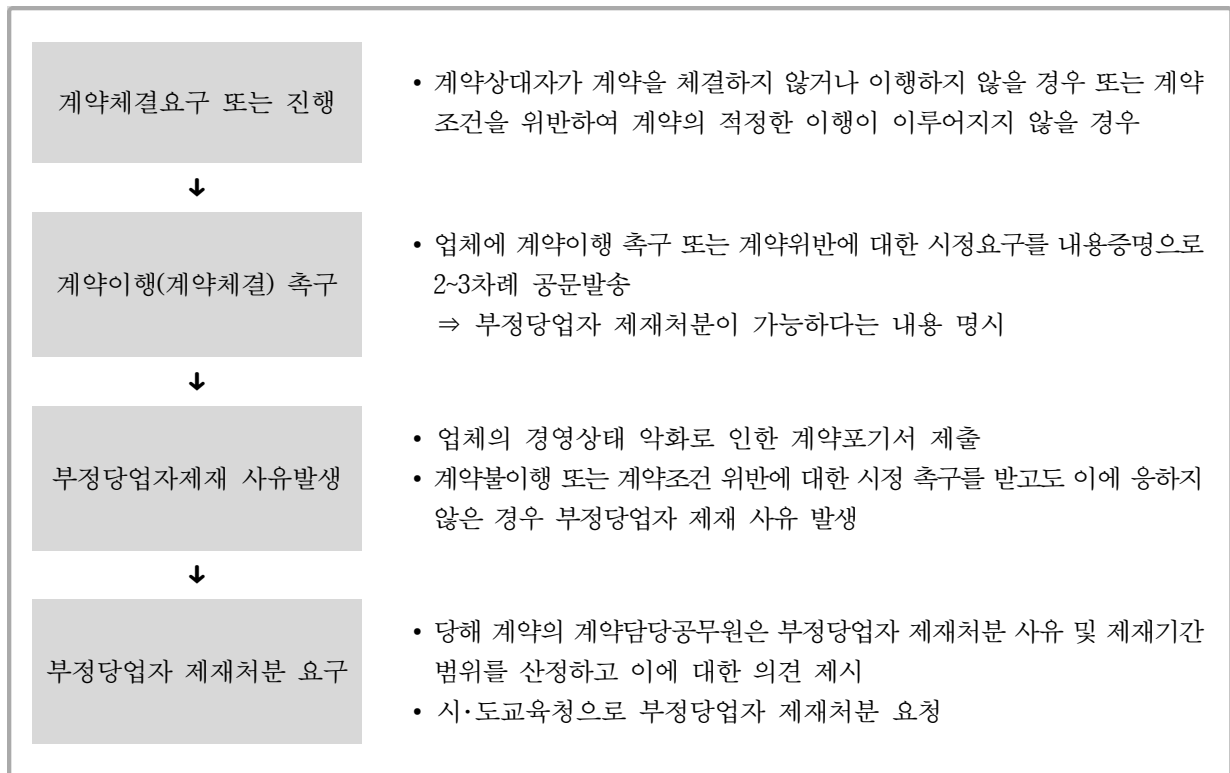 계약체결요구 또는 진행
• 계약상대자가 계약을 체결하지 않거나 이행하지 않을 경우 또는 계약
조건을 위반하여 계약의 적정한 이행이 이루어지지 않을 경우
↓
계약이행(계약체결) 촉구
• 업체에 계약이행 촉구 또는 계약위반에 대한 시정요구를 내용증명으로
2~3차례 공문발송
⇒ 부정당업자 제재처분이 가능하다는 내용 명시
↓
부정당업자제재 사유발생
• 업체의 경영상태 악화로 인한 계약포기서 제출
• 계약불이행 또는 계약조건 위반에 대한 시정 촉구를 받고도 이에 응하지
않은 경우 부정당업자 제재 사유 발생
↓
부정당업자 제재처분 요구
• 당해 계약의 계약담당공무원은 부정당업자 제재처분 사유 및 제재기간
범위를 산정하고 이에 대한 의견 제시
• 시·도교육청으로 부정당업자 제재처분 요청